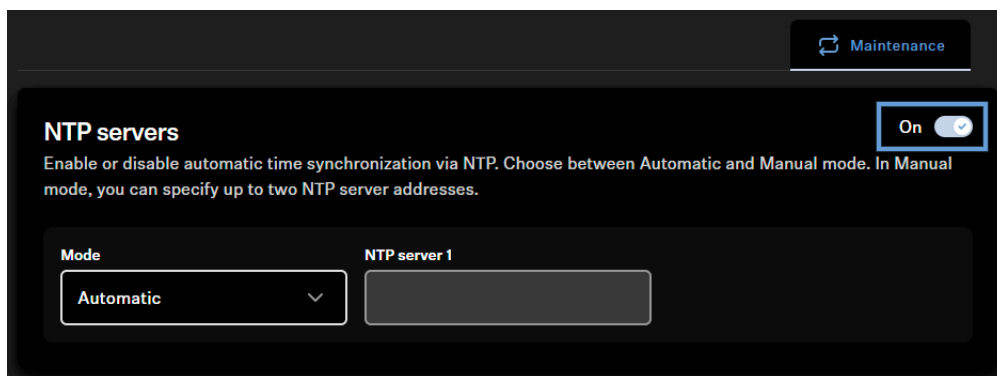 Maintenance
NTP servers
On
Enable or disable automatic time synchronization via NTP. Choose between Automatic and Manual mode. In Manual
mode, you can specify up to two NTP server addresses.
Mode
NTP server 1
Automatic